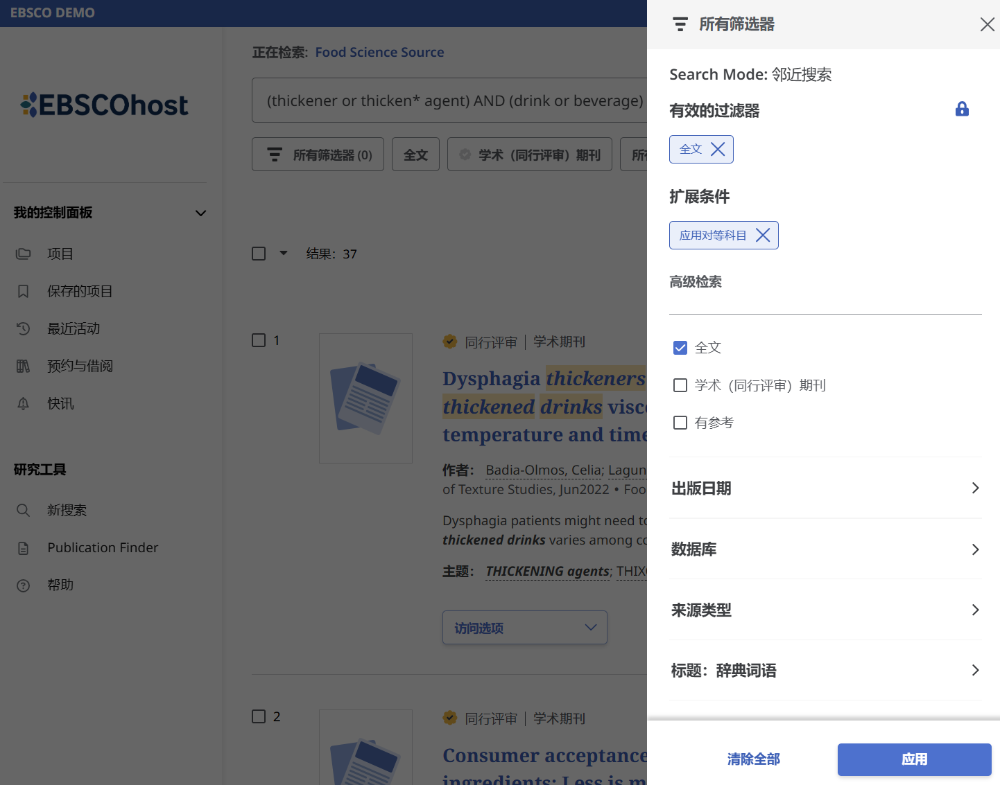 EBSCO DEMO
EBSCOhost
我的控制面板
项目
保存的项目
最近活动
预约与借阅
快讯
研究工具
新搜索
Publication Finder
帮助
正在检索: Food Science Source
(thickener or thicken* agent) AND (drink or beverage)
所有筛选器 (0) 全文 学术（同行评审）期刊
结果：37
1
同行评审 | 学术期刊
Dysphagia thickeners
thickened drinks
temperature and time
作者： Badia-Olmos, Celia;
of Texture Studies, Jun2022 •
Dysphagia patients might need to
thickened drinks varies among
主题： THICKENING agents;
访问选项
2
同行评审 | 学术期刊
Consumer acceptance
ingredients: Less is
所有筛选器
Search Mode: 邻近搜索
有效的过滤器
全文
扩展条件
应用对等科目
高级检索
全文
学术（同行评审）期刊
有参考
出版日期
数据库
来源类型
标题：辞典词语
清除全部 应用